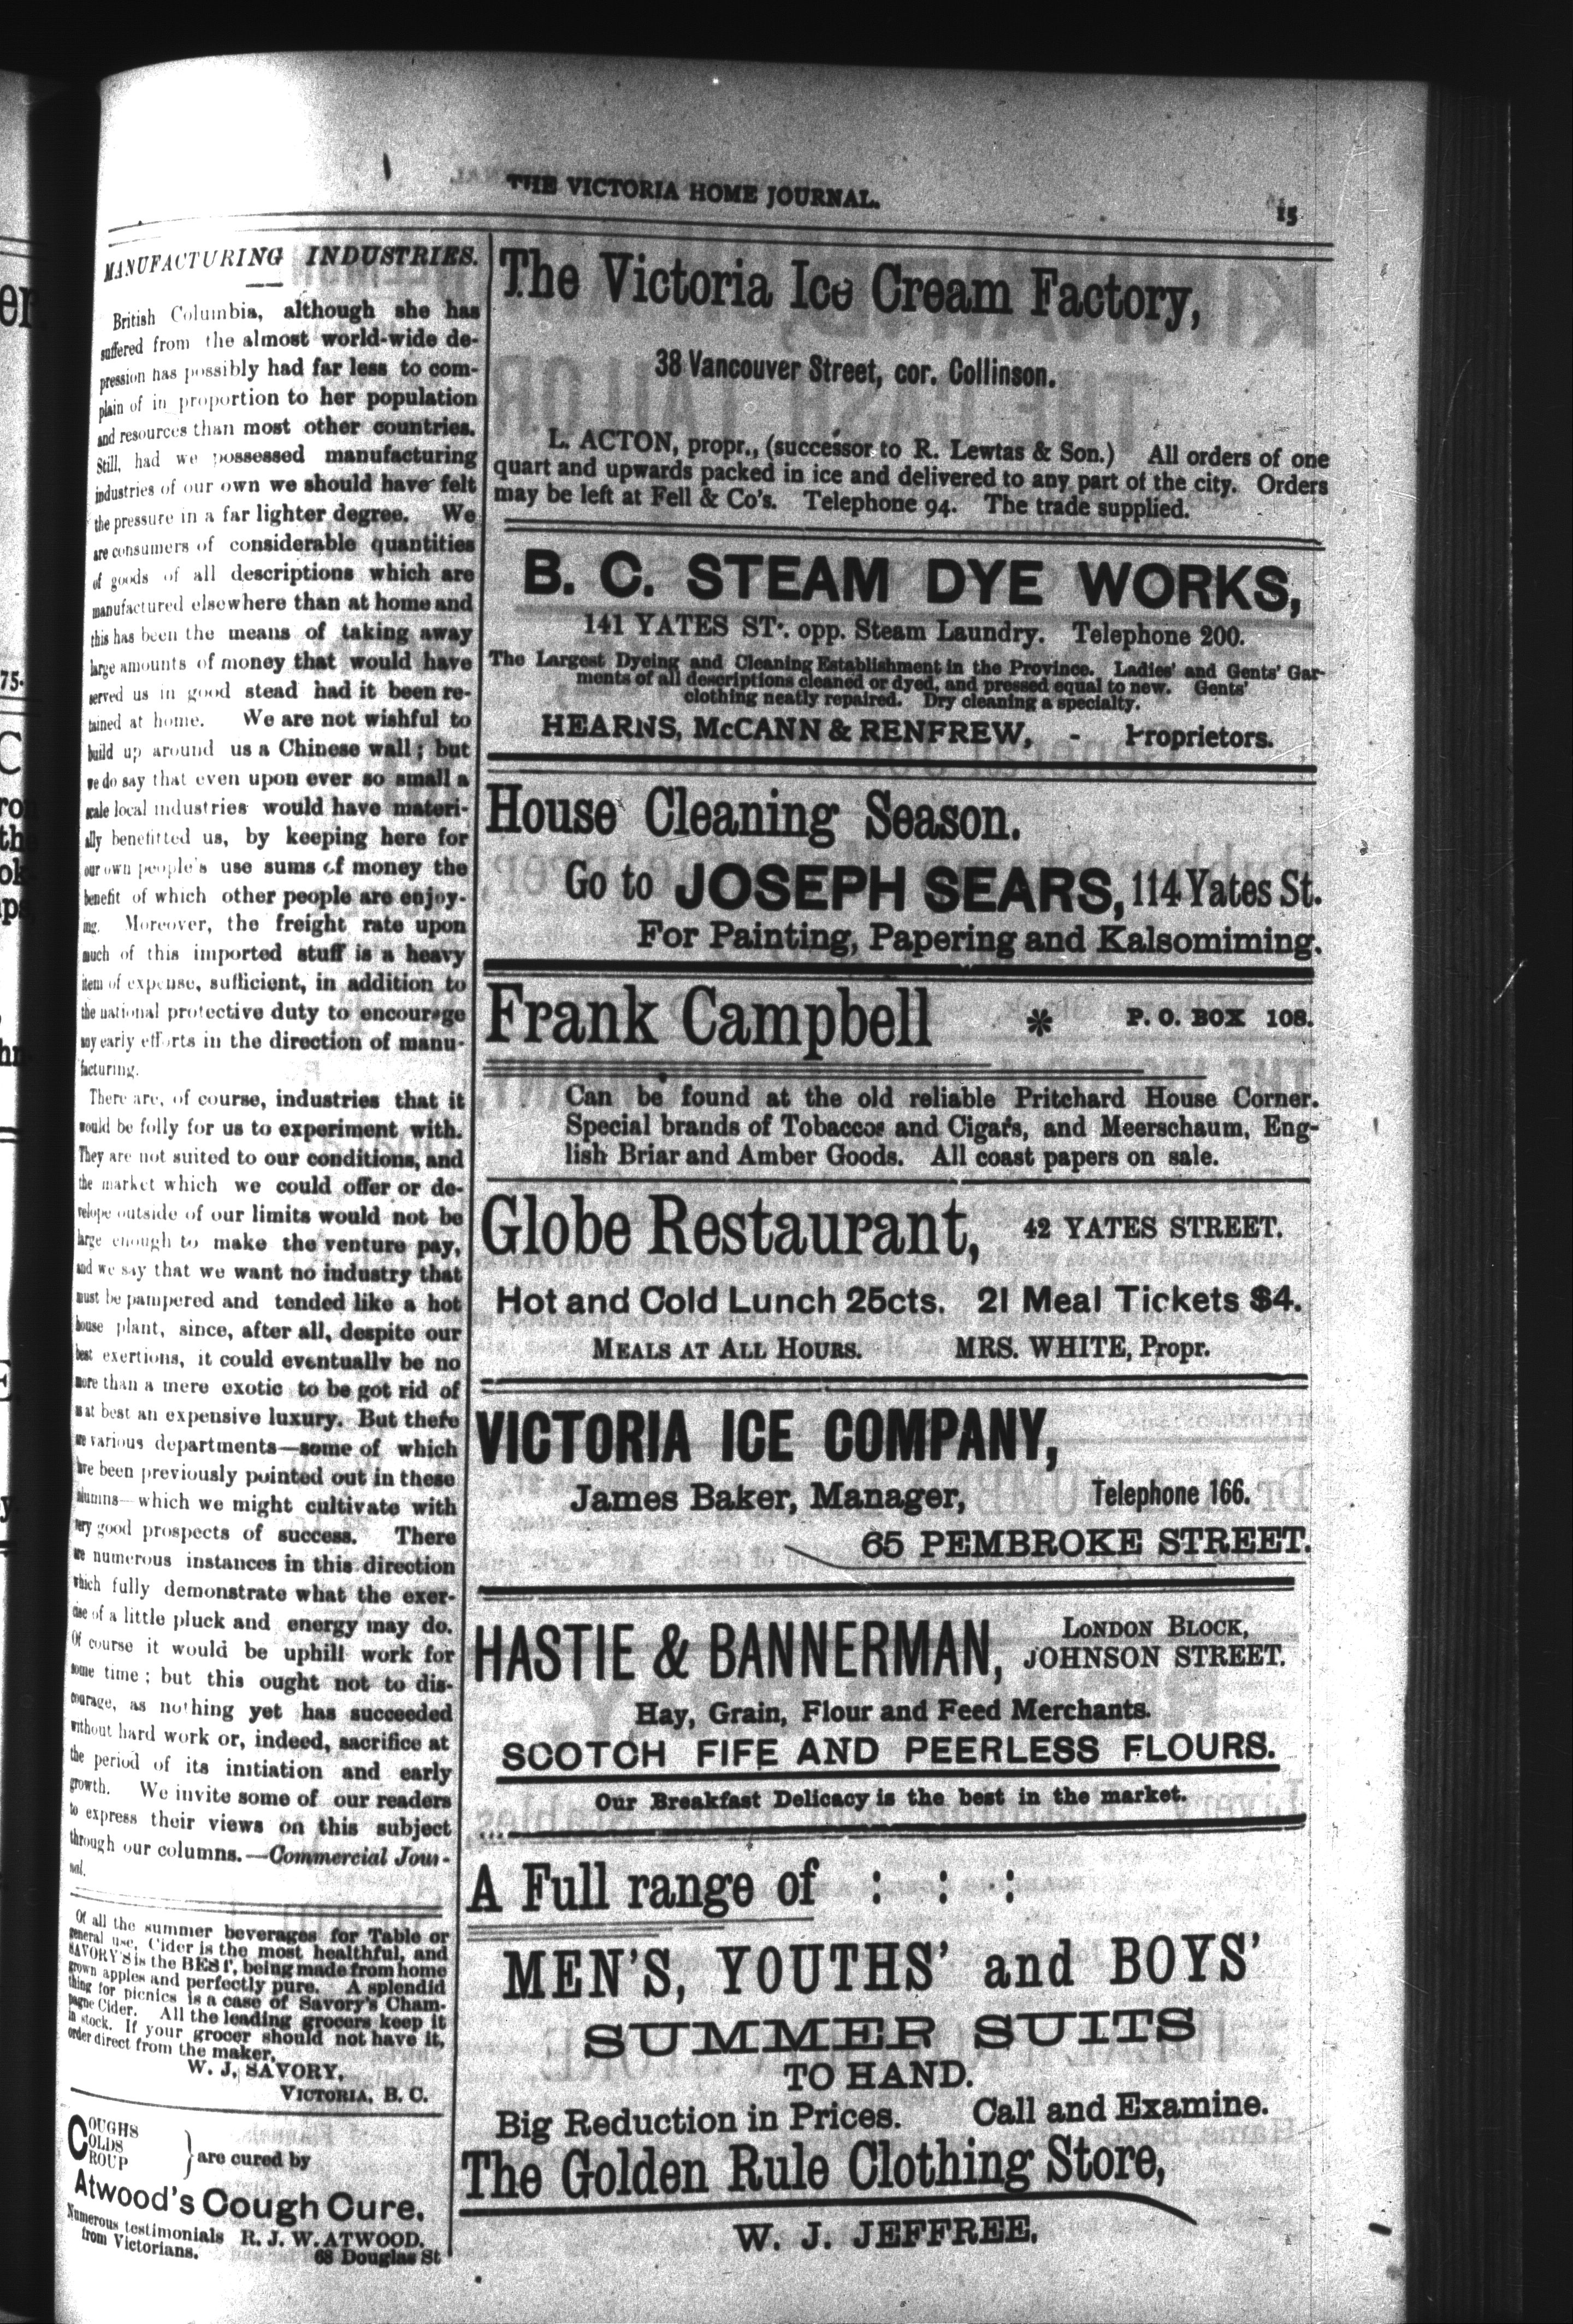 THE VICTORIA HOME JOURNAL.
15
MANUFACTURING INDUSTRIES.
British Columbia, although she has
suffered from the almost world-wide de-
pression has possibly had far less to com-
plain of in proportion to her population
and resources than most other countries.
Still, had we possessed manufacturing
industries of our own we should have felt
the pressure in a far lighter degree. We
are consumers of considerable quantities
of goods of all descriptions which are
manufactured elsewhere than at home and
this has been the means of taking away
large amounts of money that would have
served us in good stead had it been re-
tained at home. We are not wishful to
build up around us a Chinese wall; but
we do say that even upon ever so small a
scale local industries would have materi-
ally benefitted us, by keeping here for
our own people's use sums of money the
benefit of which other people are enjoy-
ing. Moreover, the freight rate upon
much of this imported stuff is a heavy
item of expense, sufficient, in addition to
the national protective duty to encourage
any early efforts in the direction of manu-
facturing.
There are, of course, industries that it
would be folly for us to experiment with.
They are not suited to our conditions, and
the market which we could offer or de-
velope outside of our limits would not be
large enough to make the venture pay,
and we say that we want no industry that
must be pampered and tended like a hot
house plant, since, after all, despite our
best exertions, it could eventually be no
more than a mere exotic to be got rid of
as at best an expensive luxury. But there
are various departments—some of which
have been previously pointed out in these
columns—which we might cultivate with
very good prospects of success. There
are numerous instances in this direction
which fully demonstrate what the exer-
cise of a little pluck and energy may do.
Of course it would be uphill work for
some time; but this ought not to dis-
courage, as nothing yet has succeeded
without hard work or, indeed, sacrifice at
the period of its initiation and early
growth. We invite some of our readers
to express their views on this subject
through our columns.—Commercial Jour-
nal.
Of all the summer beverages for Table or
general use, Cider is the most healthful, and
SAVORY'S is the BEST, being made from home
grown apples and perfectly pure. A splendid
thing for picnics is a case of Savory's Cham-
pagne Cider. All the leading grocers keep it
in stock. If your grocer should not have it,
order direct from the maker,
W. J. SAVORY,
VICTORIA, B. C.
COUGHS
COLDS
CROUP
are cured by
Atwood's Cough Cure.
Numerous testimonials R. J. W. ATWOOD,
from Victorians. 68 Douglas St
The Victoria Ice Cream Factory,
38 Vancouver Street, cor. Collinson.
L. ACTON, propr., (successor to R. Lewtas & Son.) All orders of one
quart and upwards packed in ice and delivered to any part of the city. Orders
may be left at Fell & Co's. Telephone 94. The trade supplied.
B. C. STEAM DYE WORKS,
141 YATES ST. opp. Steam Laundry. Telephone 200.
The Largest Dyeing and Cleaning Establishment in the Province. Ladies' and Gents' Gar-
ments of all descriptions cleaned or dyed, and pressed equal to new. Gents'
clothing neatly repaired. Dry cleaning a specialty.
HEARNS, McCANN & RENFREW, - Proprietors.
House Cleaning Season.
Go to JOSEPH SEARS, 114 Yates St.
For Painting, Papering and Kalsomiming.
Frank Campbell * P. O. BOX 108.
Can be found at the old reliable Pritchard House Corner.
Special brands of Tobaccos and Cigars, and Meerschaum, Eng-
lish Briar and Amber Goods. All coast papers on sale.
Globe Restaurant, 42 YATES STREET.
Hot and Cold Lunch 25cts. 21 Meal Tickets $4.
MEALS AT ALL HOURS. MRS. WHITE, Propr.
VICTORIA ICE COMPANY,
James Baker, Manager, Telephone 166.
65 PEMBROKE STREET.
HASTIE & BANNERMAN, LONDON BLOCK,
JOHNSON STREET.
Hay, Grain, Flour and Feed Merchants.
SCOTCH FIFE AND PEERLESS FLOURS.
Our Breakfast Delicacy is the best in the market.
A Full range of : : :
MEN'S, YOUTHS' and BOYS'
SUMMER SUITS
TO HAND.
Big Reduction in Prices. Call and Examine.
The Golden Rule Clothing Store,
W. J. JEFFREE.